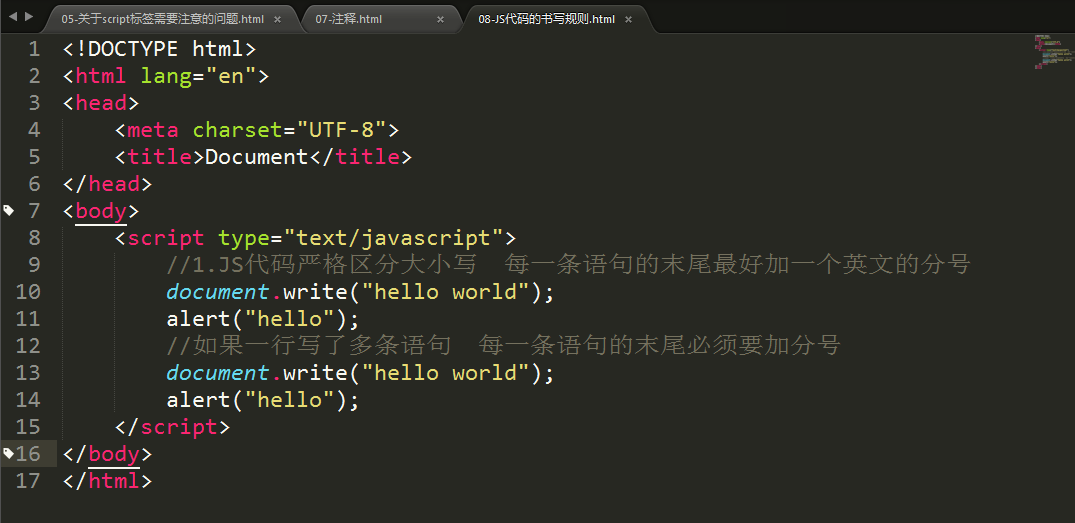 05-关于script标签需要注意的问题.html × 07-注释.html × 08-JS代码的书写规则.html ×
1 <!DOCTYPE html>
2 <html lang="en">
3 <head>
4 <meta charset="UTF-8">
5 <title>Document</title>
6 </head>
7 <body>
8 <script type="text/javascript">
9 //1.JS代码严格区分大小写 每一条语句的末尾最好加一个英文的分号
10 document.write("hello world");
11 alert("hello");
12 //如果一行写了多条语句 每一条语句的末尾必须要加分号
13 document.write("hello world");
14 alert("hello");
15 </script>
16 </body>
17 </html>